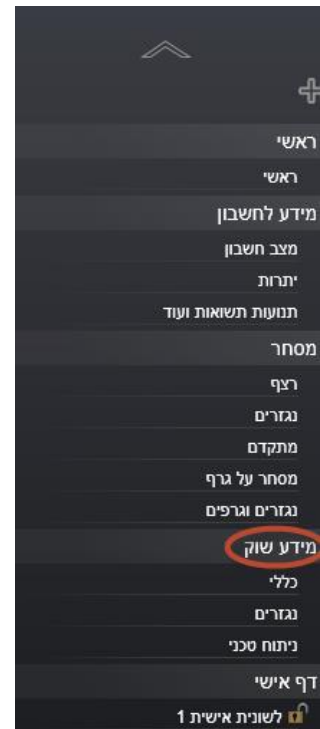 ראשי
ראשי
מידע לחשבון
מצב חשבון
יתרות
תנועות תשואות ועוד
מסחר
רצף
נגזרים
מתקדם
מסחר על גרף
נגזרים וגרפים
מידע שוק
כללי
נגזרים
ניתוח טכני
דף אישי
לשונית אישית 1